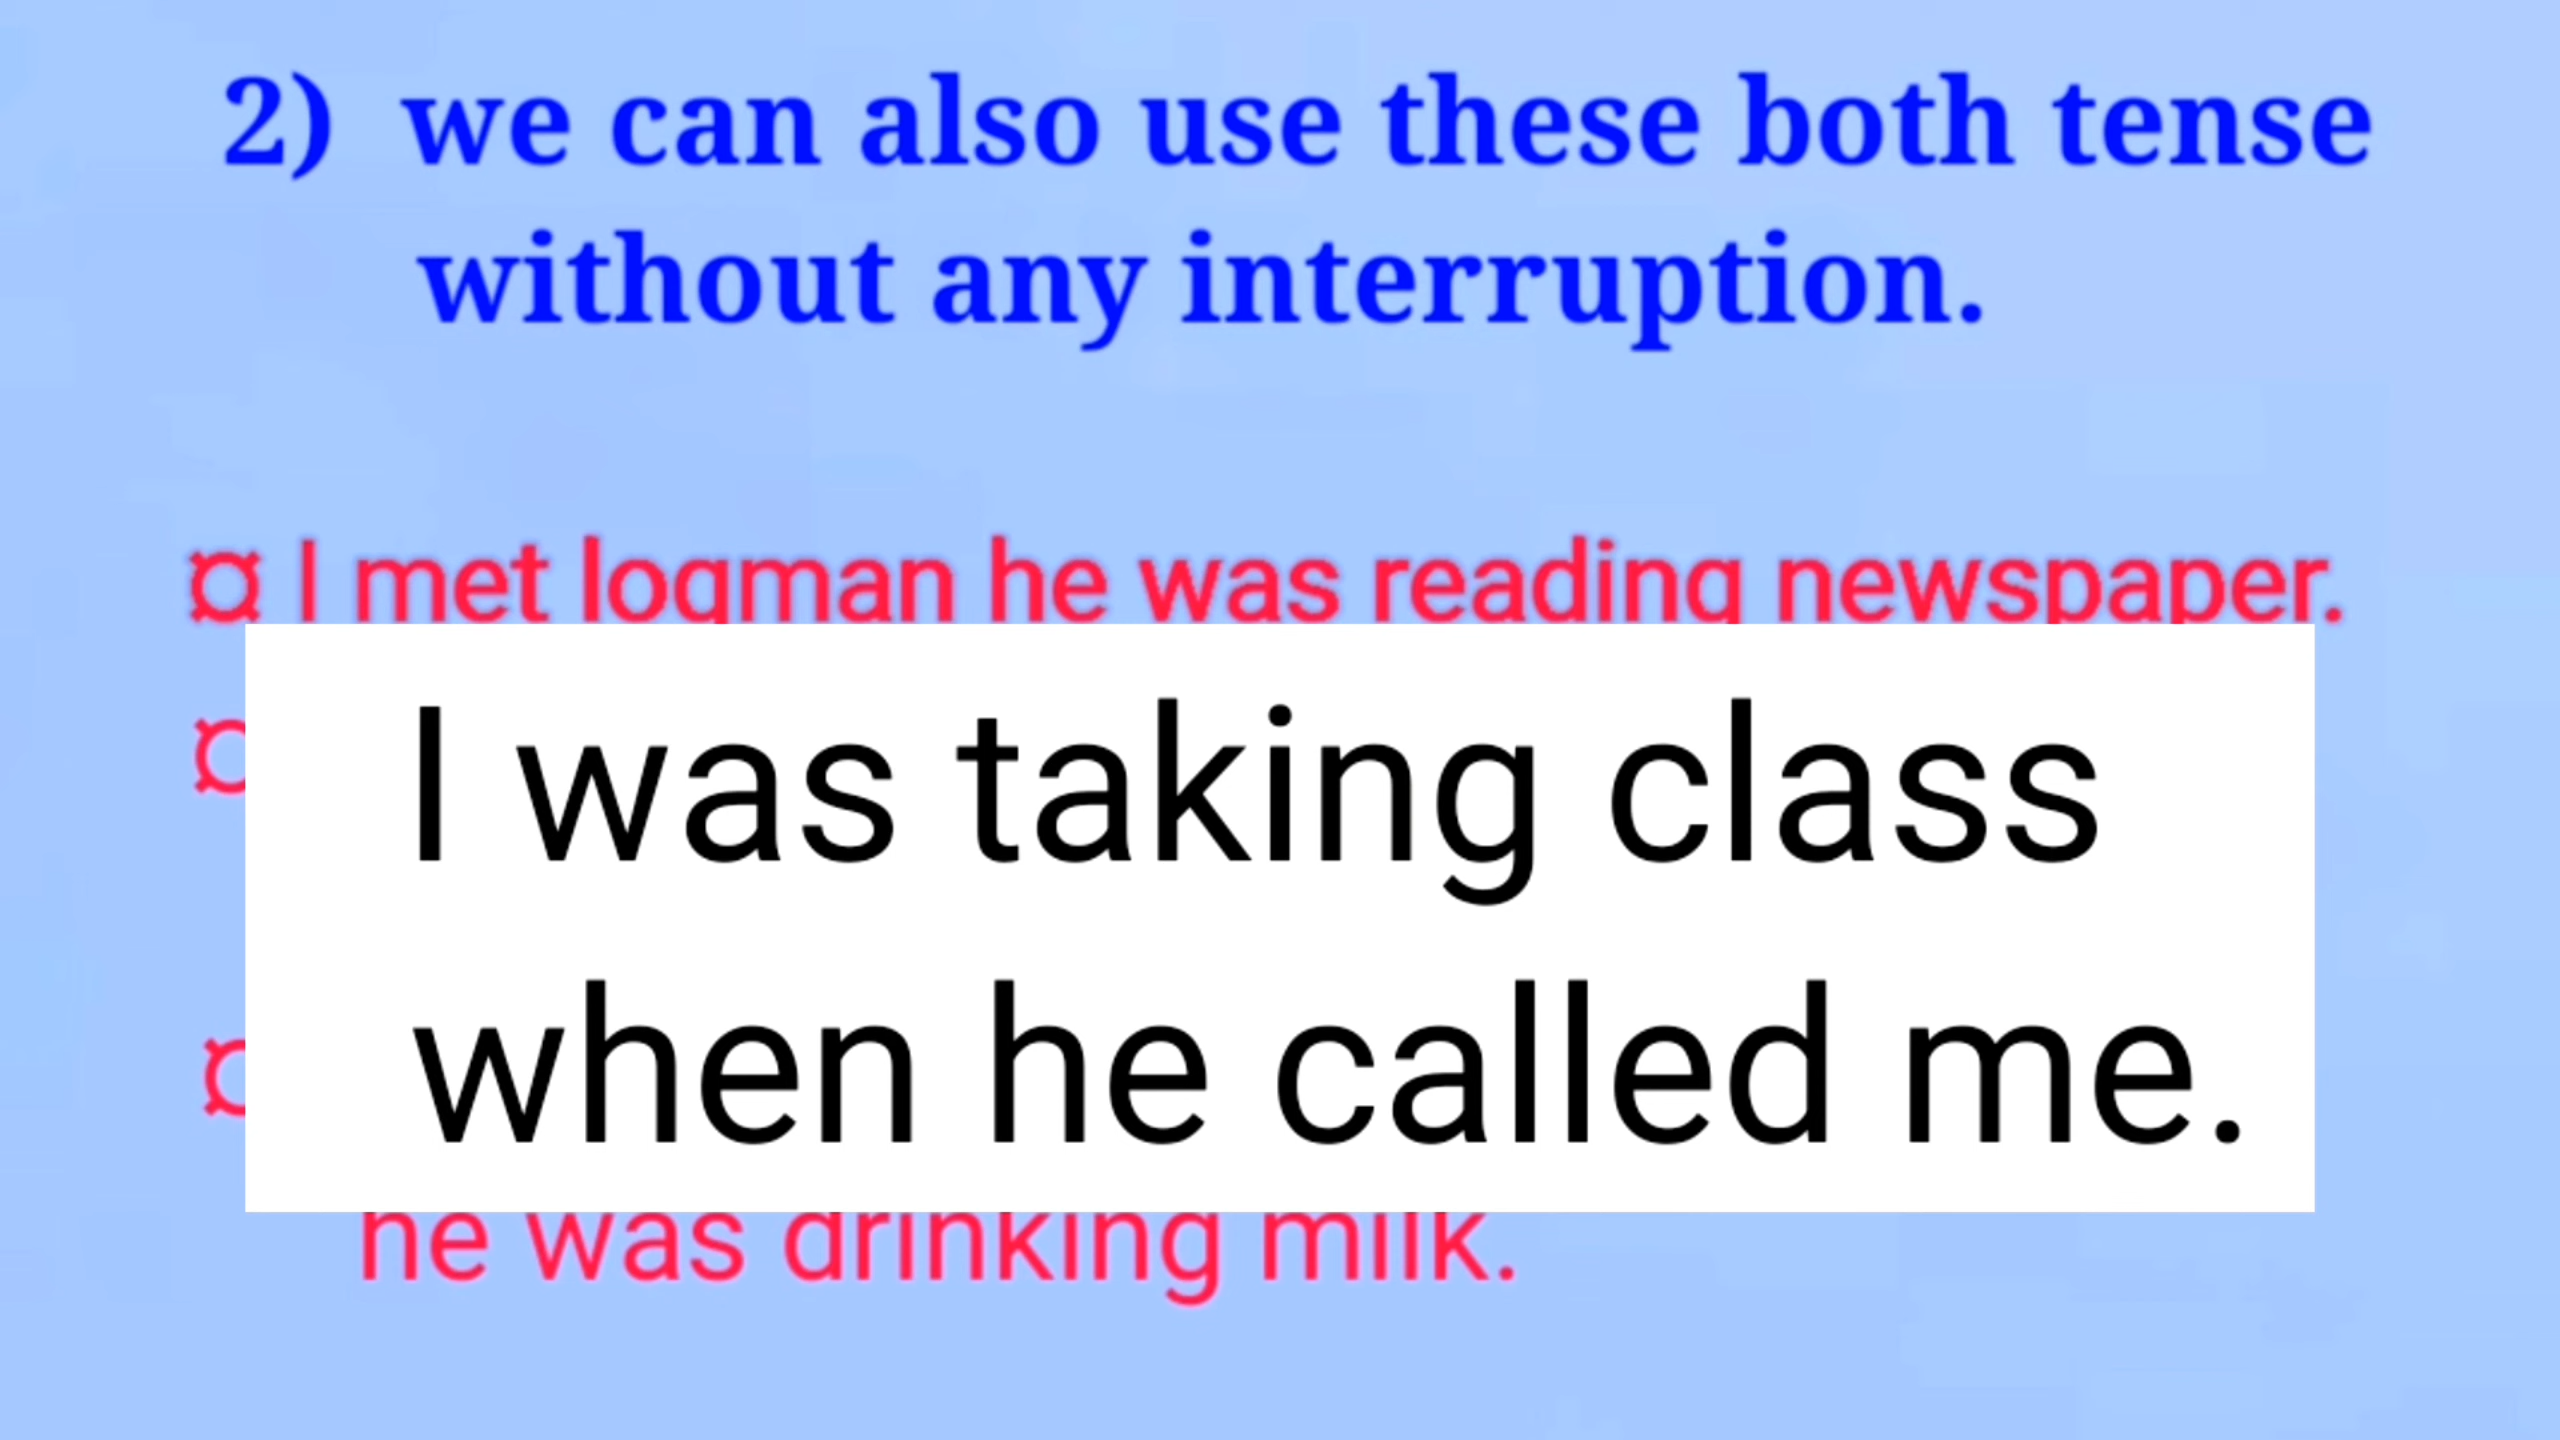 2) we can also use these both tense
without any interruption.
¤ I met loqman he was reading newspaper.
¤
I was taking class
when he called me.
¤
he was drinking milk.